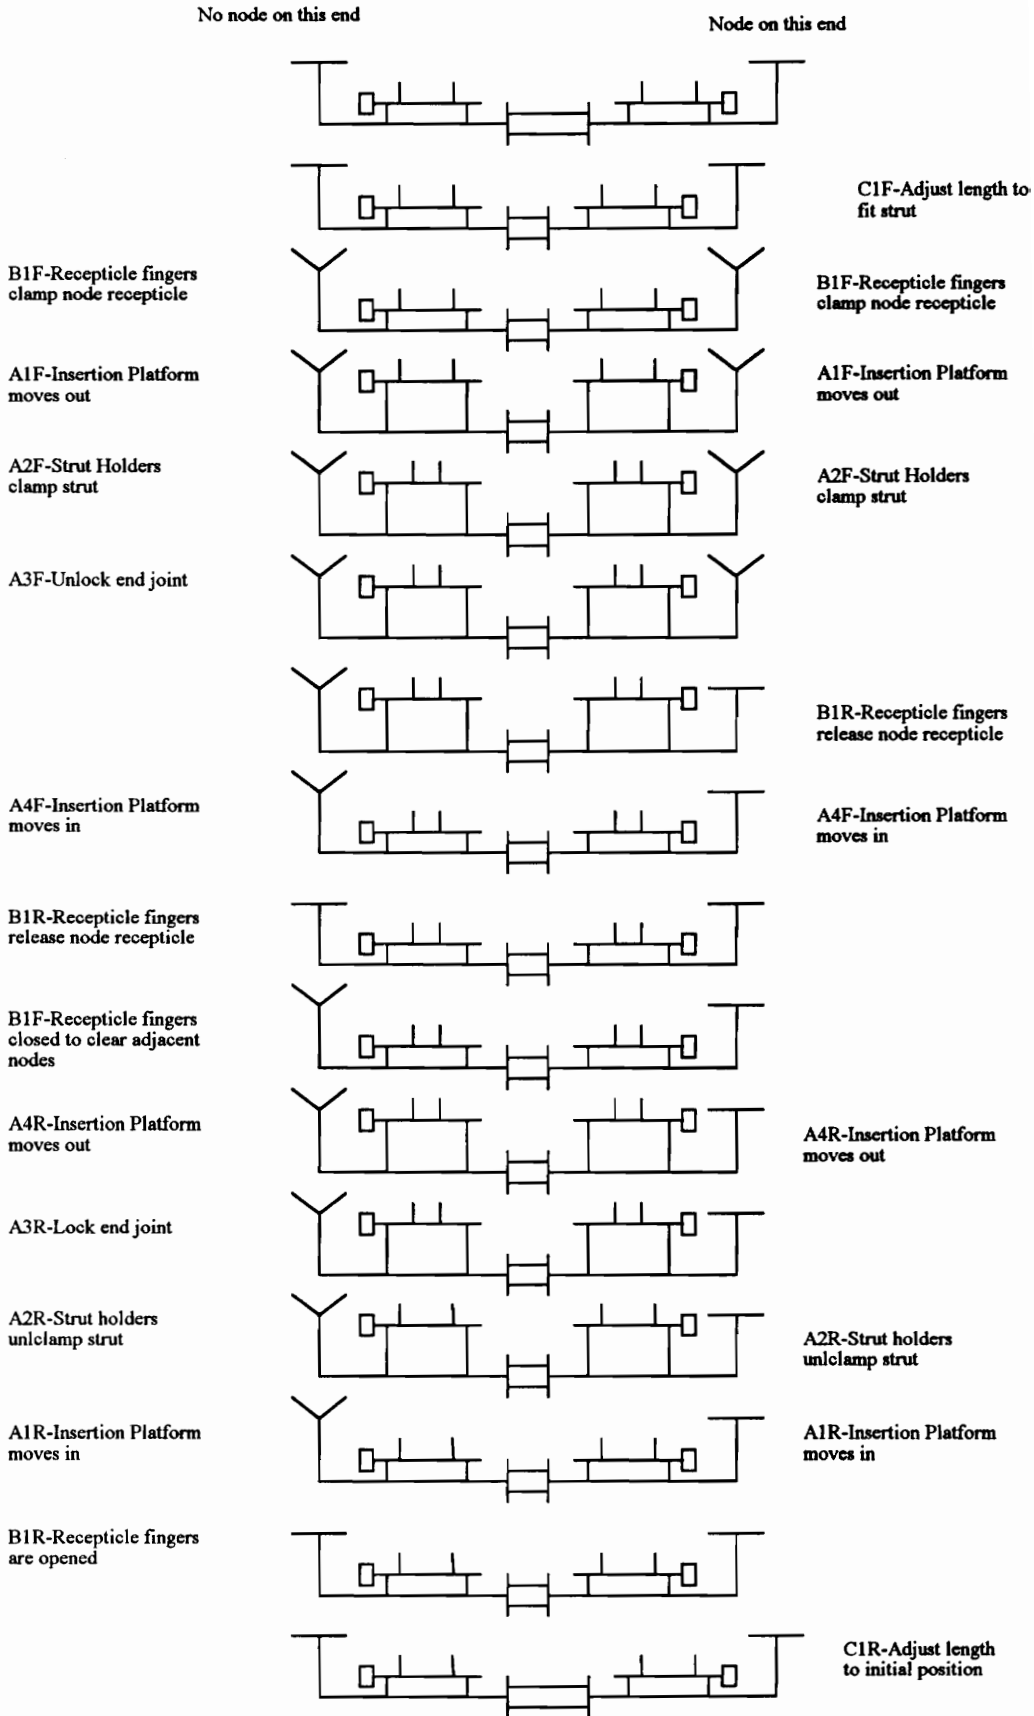 No node on this end
Node on this end
C1F-Adjust length to
fit strut
B1F-Recepticle fingers
clamp node recepticle
B1F-Recepticle fingers
clamp node recepticle
A1F-Insertion Platform
moves out
A1F-Insertion Platform
moves out
A2F-Strut Holders
clamp strut
A2F-Strut Holders
clamp strut
A3F-Unlock end joint
B1R-Recepticle fingers
release node recepticle
A4F-Insertion Platform
moves in
A4F-Insertion Platform
moves in
B1R-Recepticle fingers
release node recepticle
B1F-Recepticle fingers
closed to clear adjacent
nodes
A4R-Insertion Platform
moves out
A4R-Insertion Platform
moves out
A3R-Lock end joint
A2R-Strut holders
unlclamp strut
A2R-Strut holders
unlclamp strut
A1R-Insertion Platform
moves in
A1R-Insertion Platform
moves in
B1R-Recepticle fingers
are opened
C1R-Adjust length
to initial position